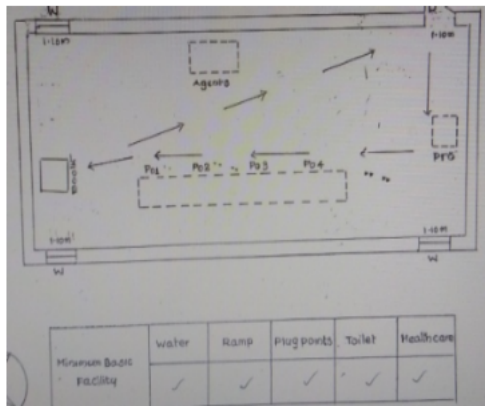 W
1.10m
1.10m
Agents
PrO
Po1 Po2 Po3 Po4
1.10m
1.10m
W
W
Minimum Basic Facility
Water Ramp Plug points Toilet Healthcare
✓ ✓ ✓ ✓ ✓